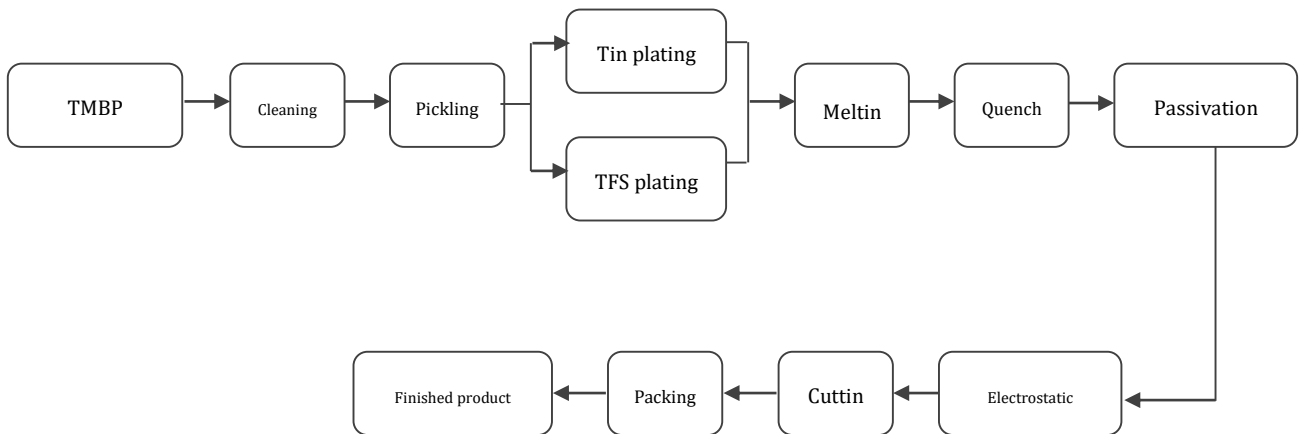 TMBP
Cleaning
Pickling
Tin plating
TFS plating
Meltin
Quench
Passivation
Electrostatic
Cuttin
Packing
Finished product